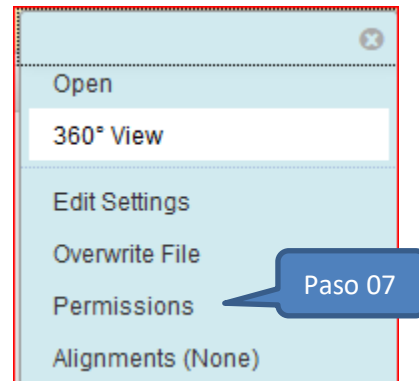 Open
360° View
Edit Settings
Overwrite File
Permissions
Paso 07
Alignments (None)